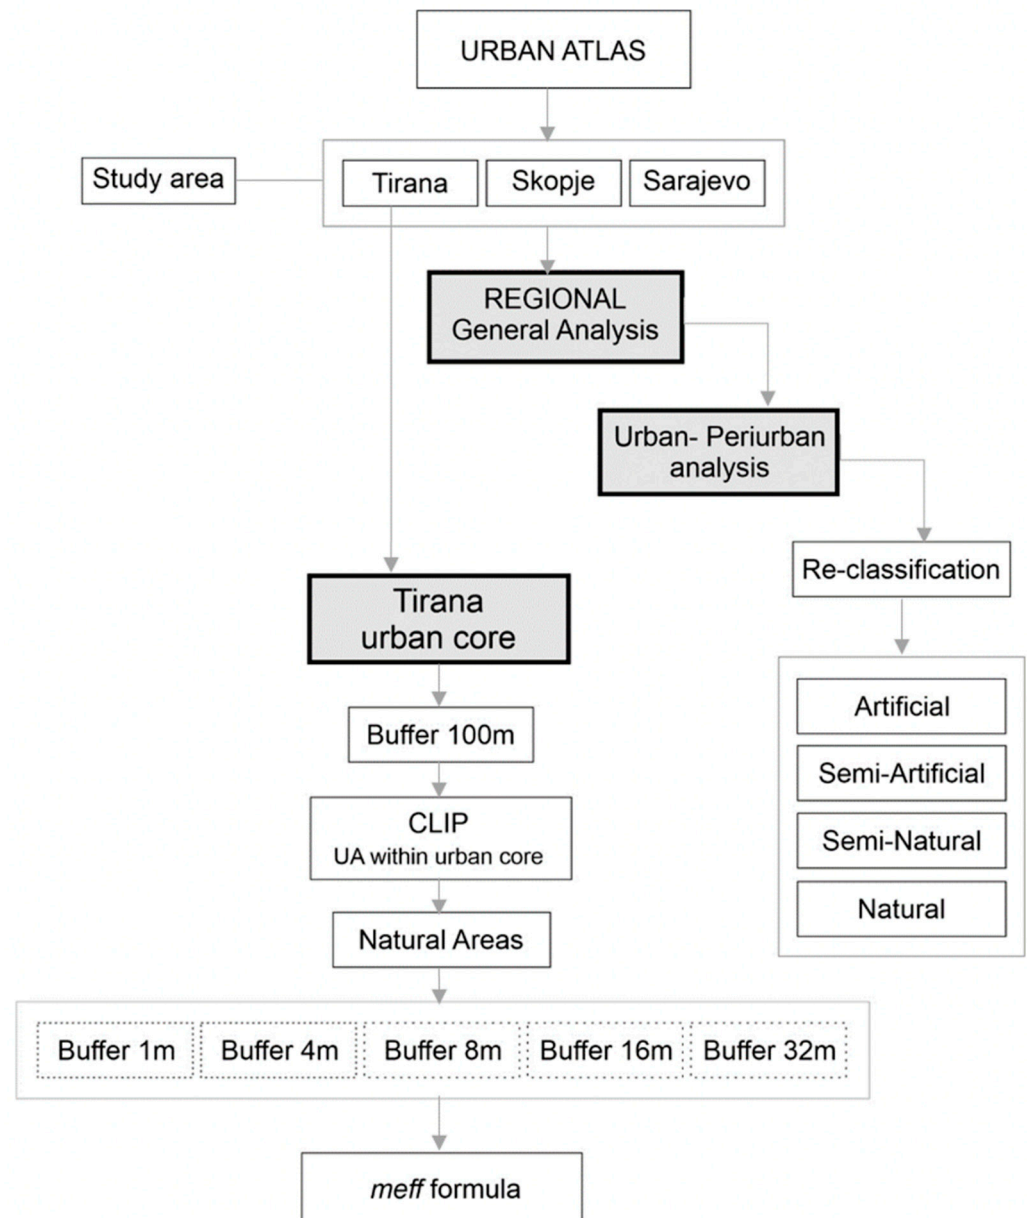 URBAN ATLAS
Study area
Tirana
Skopje
Sarajevo
REGIONAL
General Analysis
Urban- Periurban
analysis
Re-classification
Artificial
Semi-Artificial
Semi-Natural
Natural
Tirana
urban core
Buffer 100m
CLIP
UA within urban core
Natural Areas
Buffer 1m
Buffer 4m
Buffer 8m
Buffer 16m
Buffer 32m
meff formula